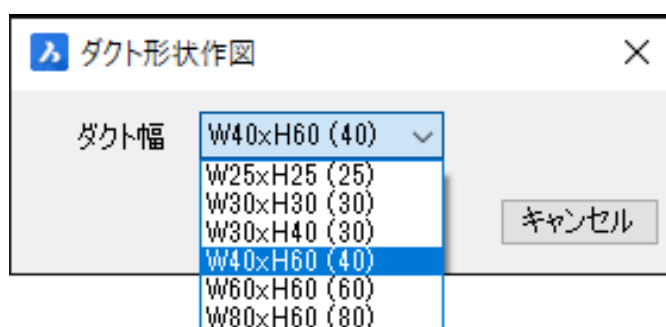 ダクト形状作図
ダクト幅 W40xH60 (40)
W25xH25 (25)
W30xH30 (30)
W30xH40 (30)
キャンセル
W40xH60 (40)
W60xH60 (60)
W80xH60 (80)